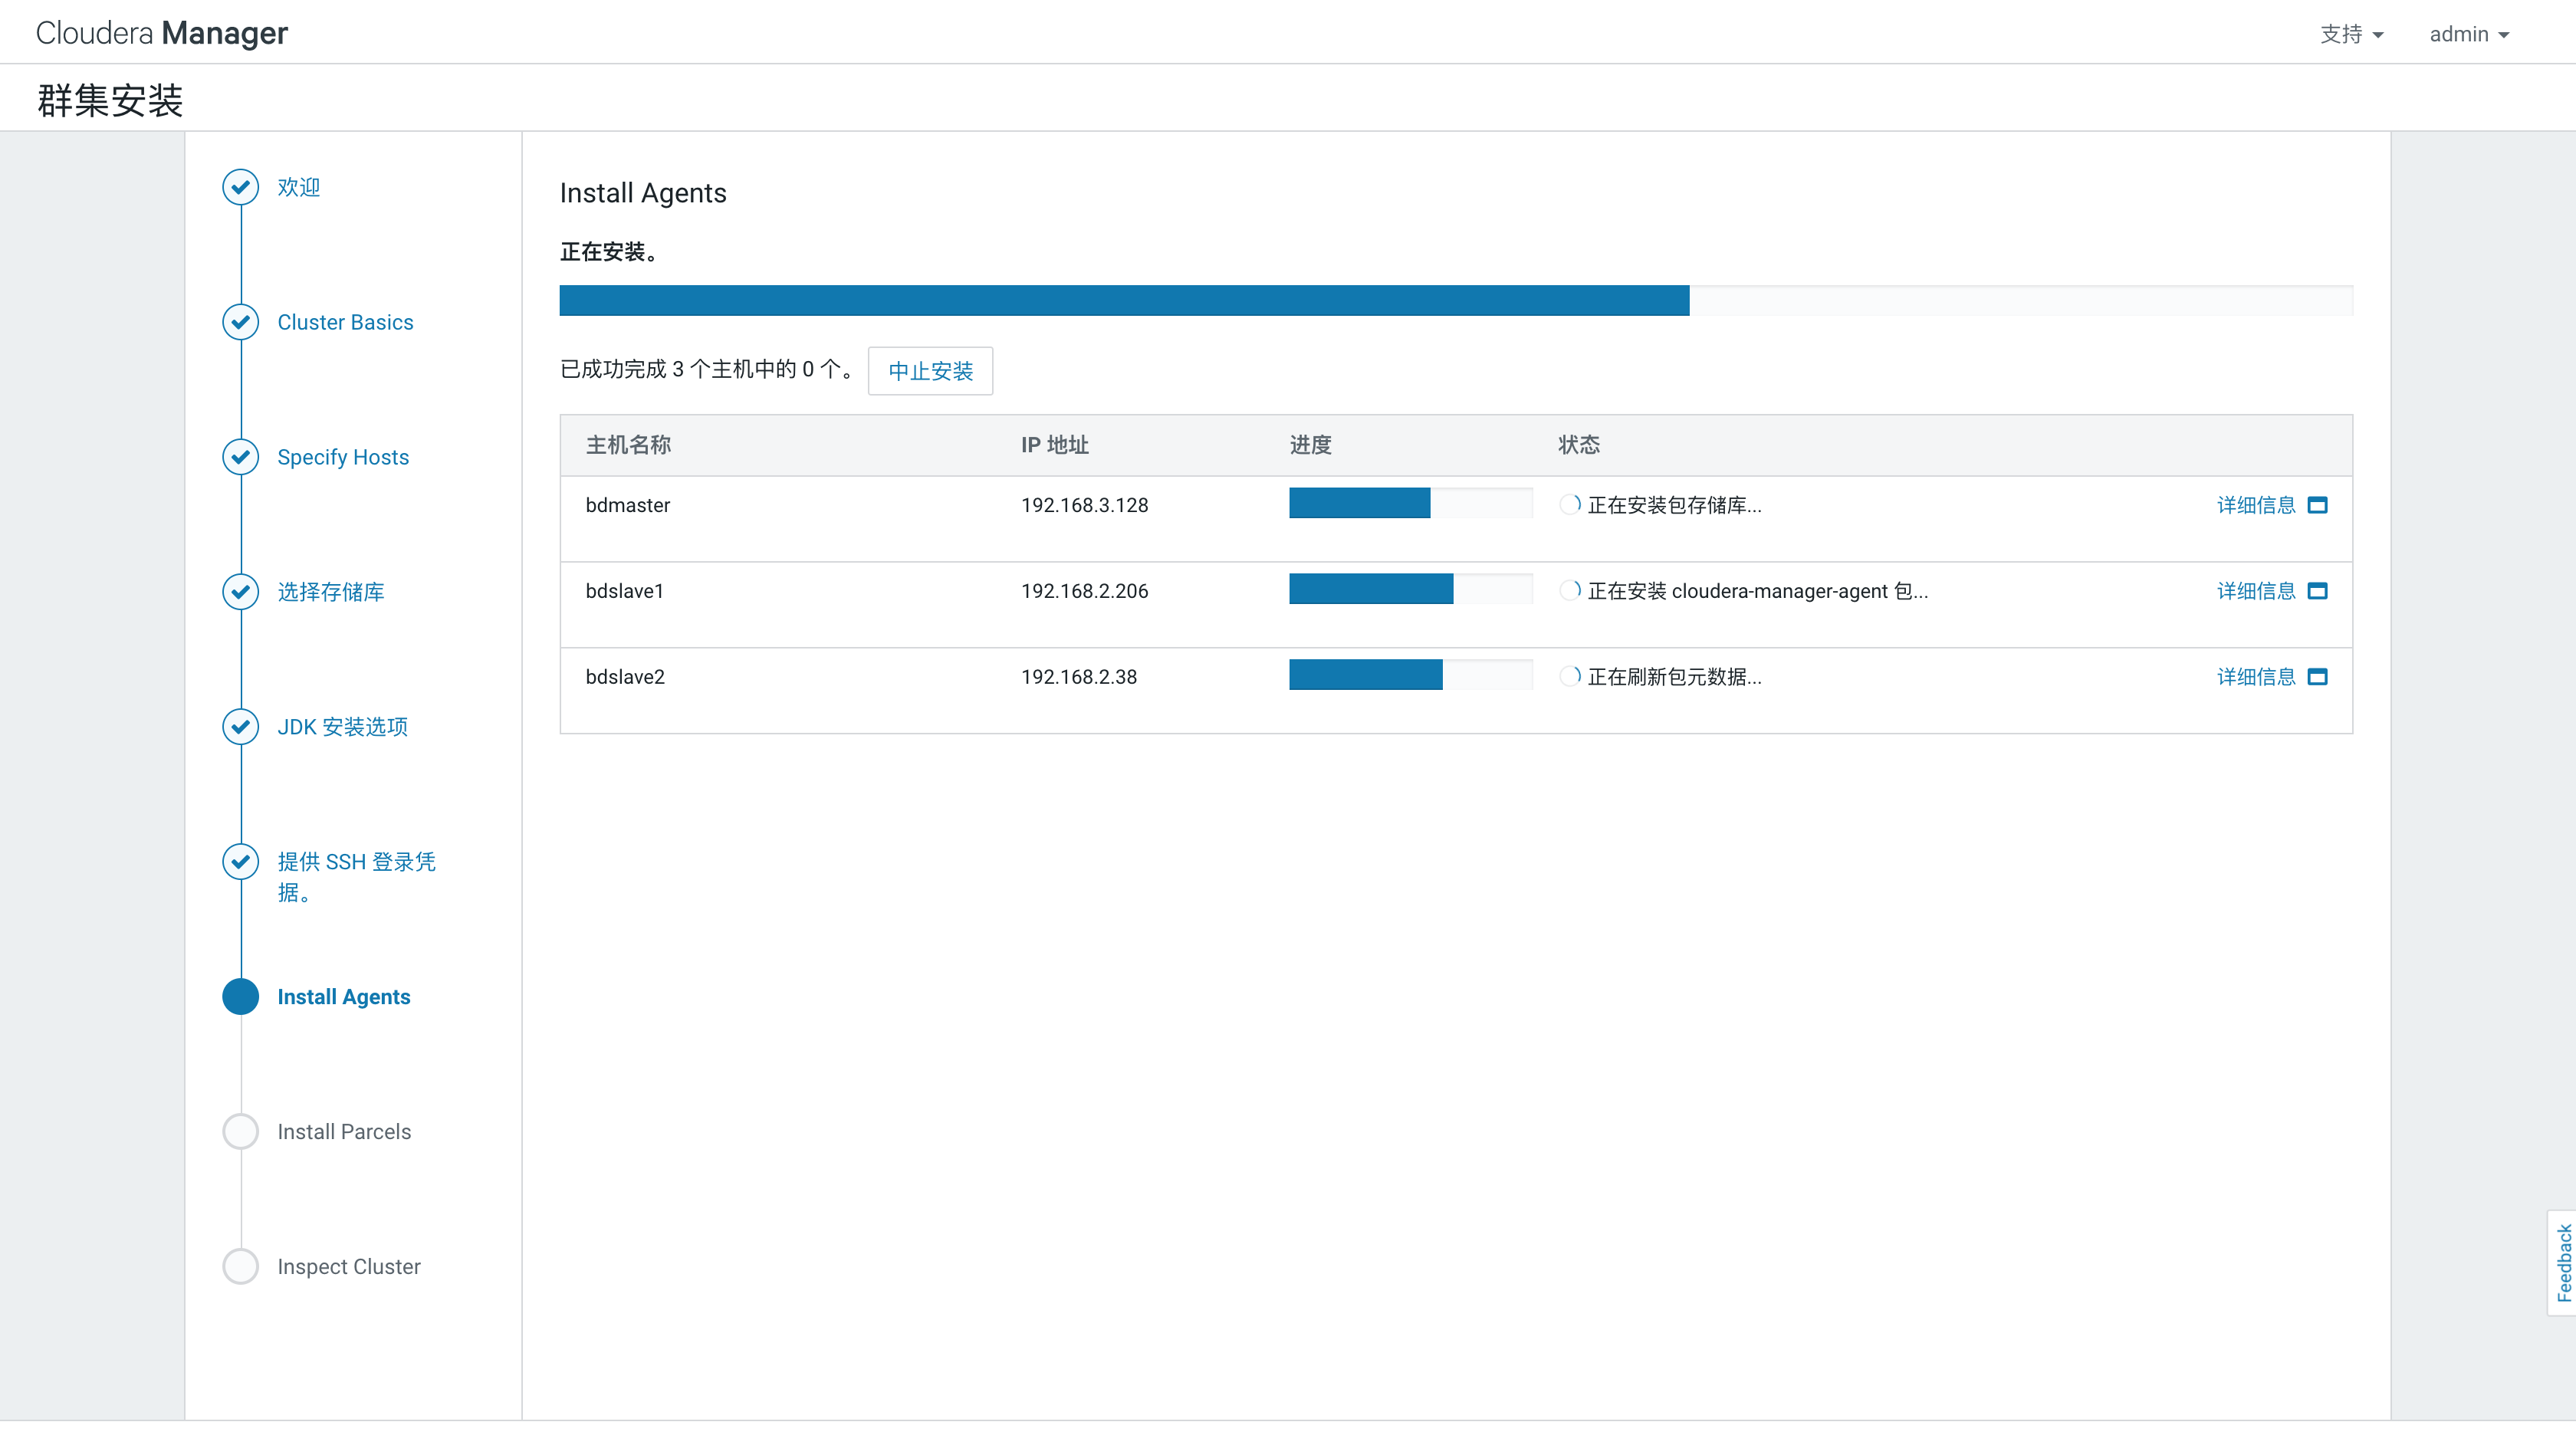 Cloudera Manager
支持
admin
群集安装
欢迎
Cluster Basics
Specify Hosts
选择存储库
JDK 安装选项
提供 SSH 登录凭
据。
Install Agents
Install Parcels
Inspect Cluster
Install Agents
正在安装。
已成功完成 3 个主机中的 0 个。 中止安装
主机名称 IP 地址 进度 状态
bdmaster 192.168.3.128 正在安装包存储库... 详细信息
bdslave1 192.168.2.206 正在安装 cloudera-manager-agent 包... 详细信息
bdslave2 192.168.2.38 正在刷新包元数据... 详细信息
Feedback